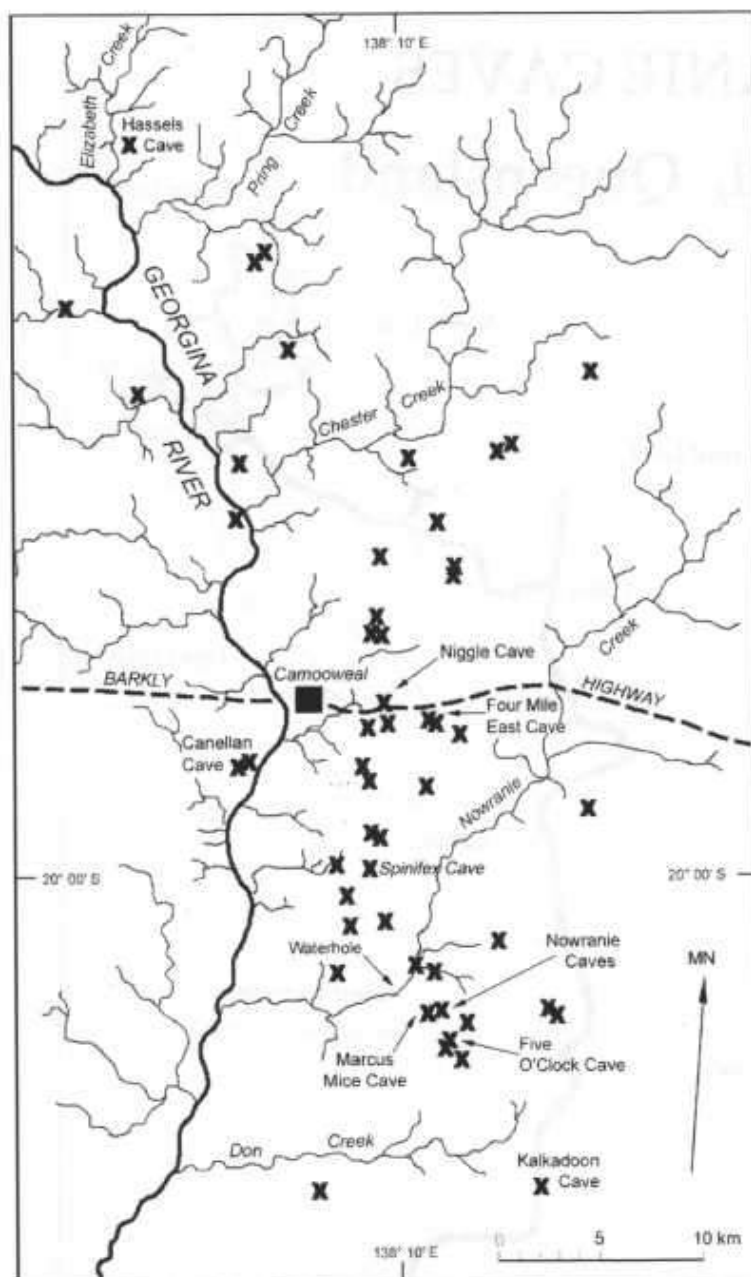 138° 10' E
Elizabeth Creek
Hassels
Cave
Pring Creek
GEORGINA RIVER
Chester Creek
Creek
Niggle Cave
Camooweal
BARKLY HIGHWAY
Four Mile
East Cave
Canellan
Cave
Nowranie
20° 00' S
Spinifex Cave
20° 00' S
Waterhole
Nowranie
Caves
MN
Marcus
Mice Cave
Five
O'Clock Cave
Don Creek
Kalkadoon
Cave
138° 10' E
0 5 10 km